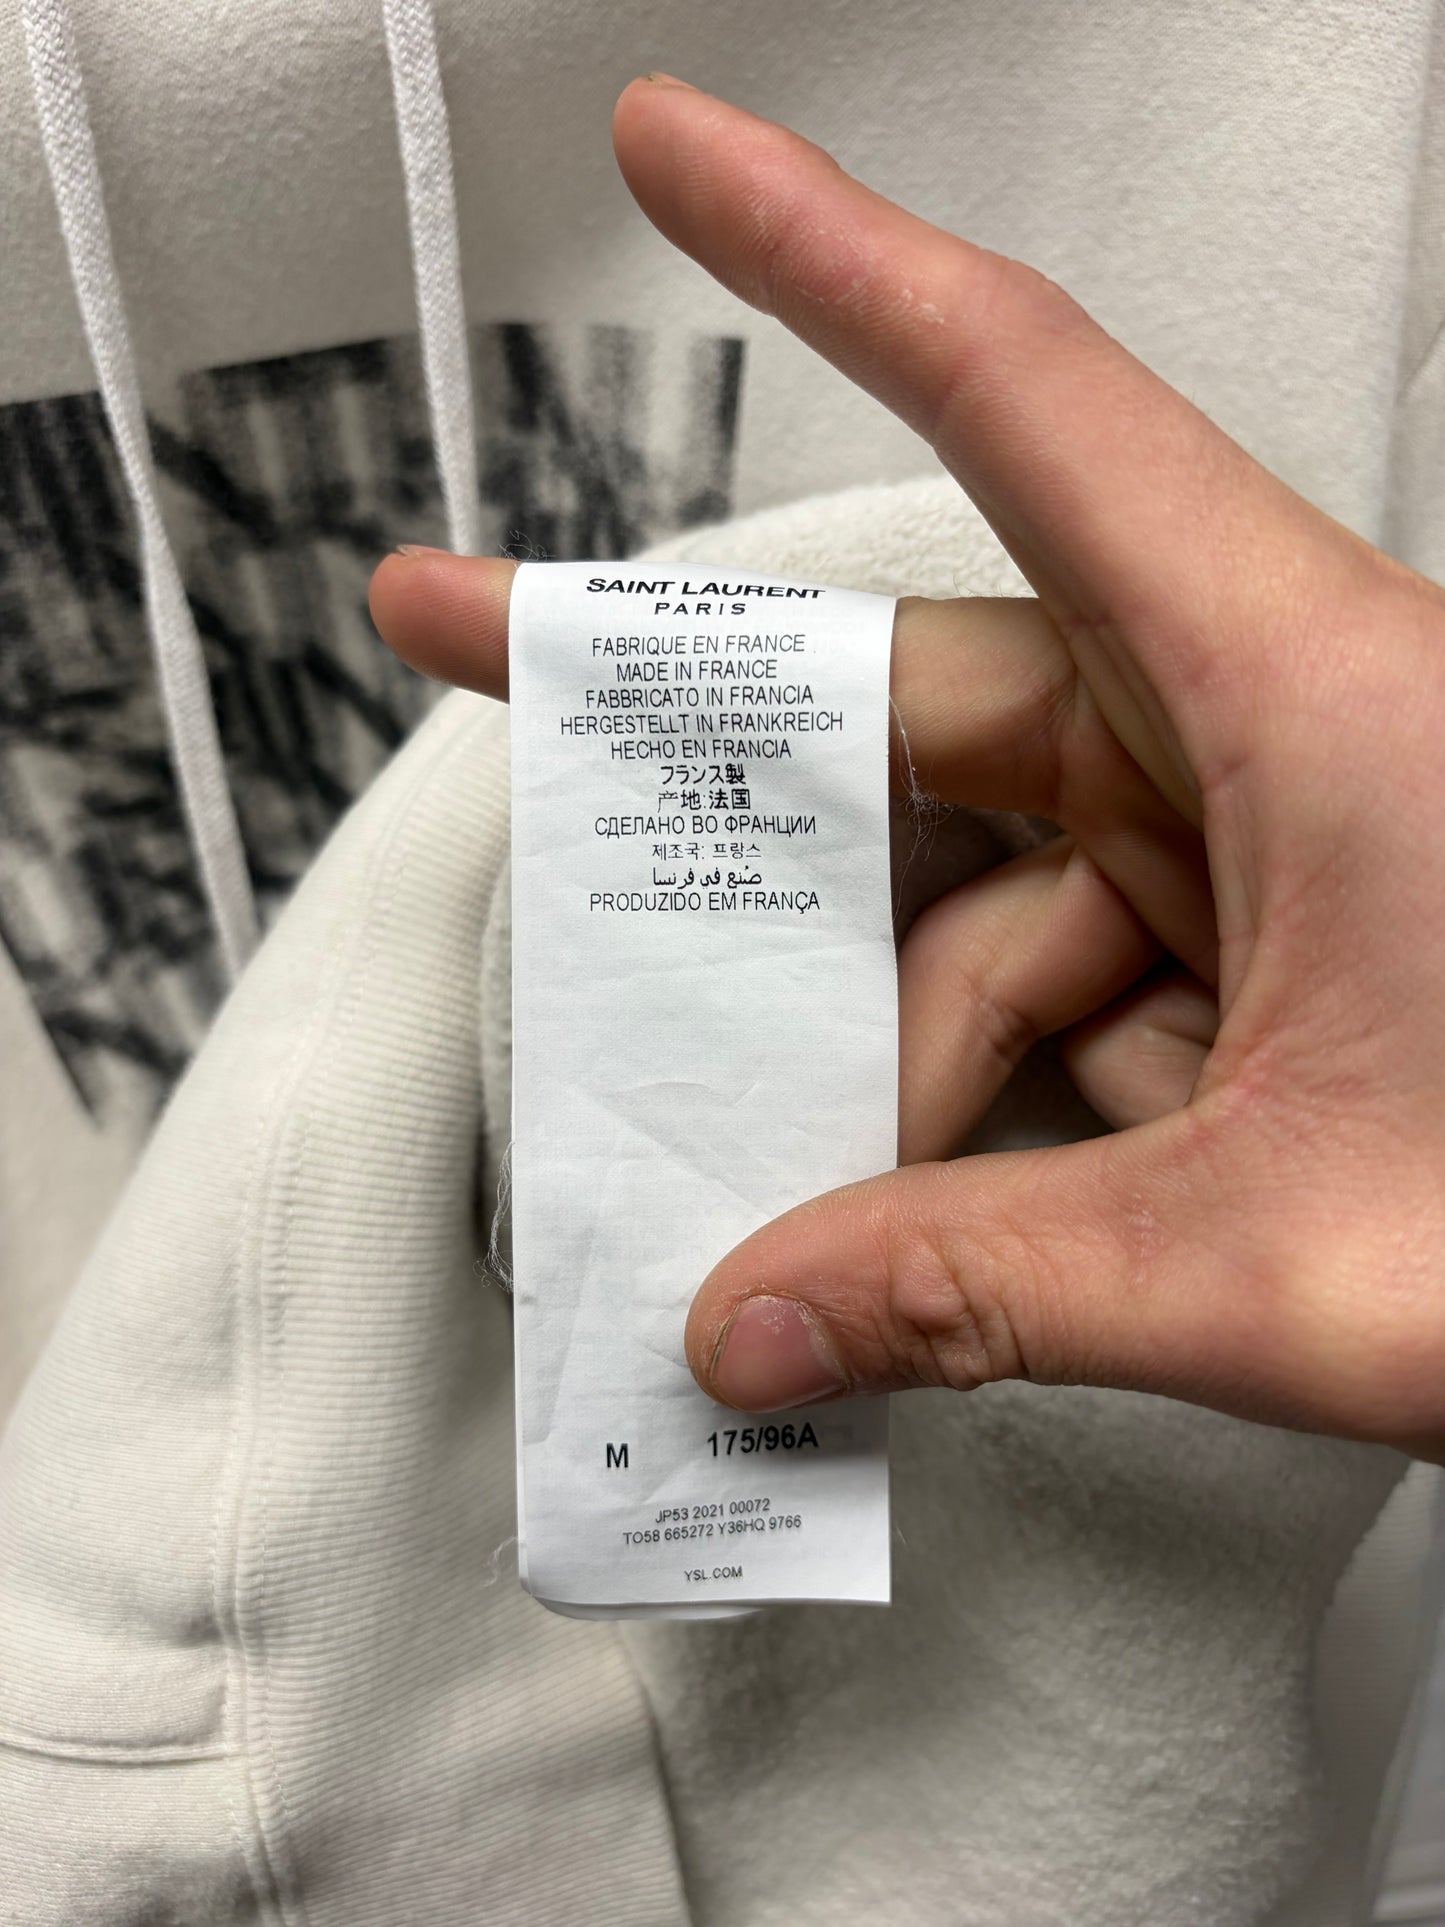 SAINT LAURENT
PARIS
FABRIQUE EN FRANCE
MADE IN FRANCE
FABBRICATO IN FRANCIA
HERGESTELLT IN FRANKREICH
HECHO EN FRANCIA
フランス製
产地:法国
СДЕЛАНО ВО ФРАНЦИИ
제조국: 프랑스
صُنع في فرنسا
PRODUZIDO EM FRANÇA
M 175/96A
JP53 2021 00072
TO58 665272 Y36HQ 9766
YSL.COM